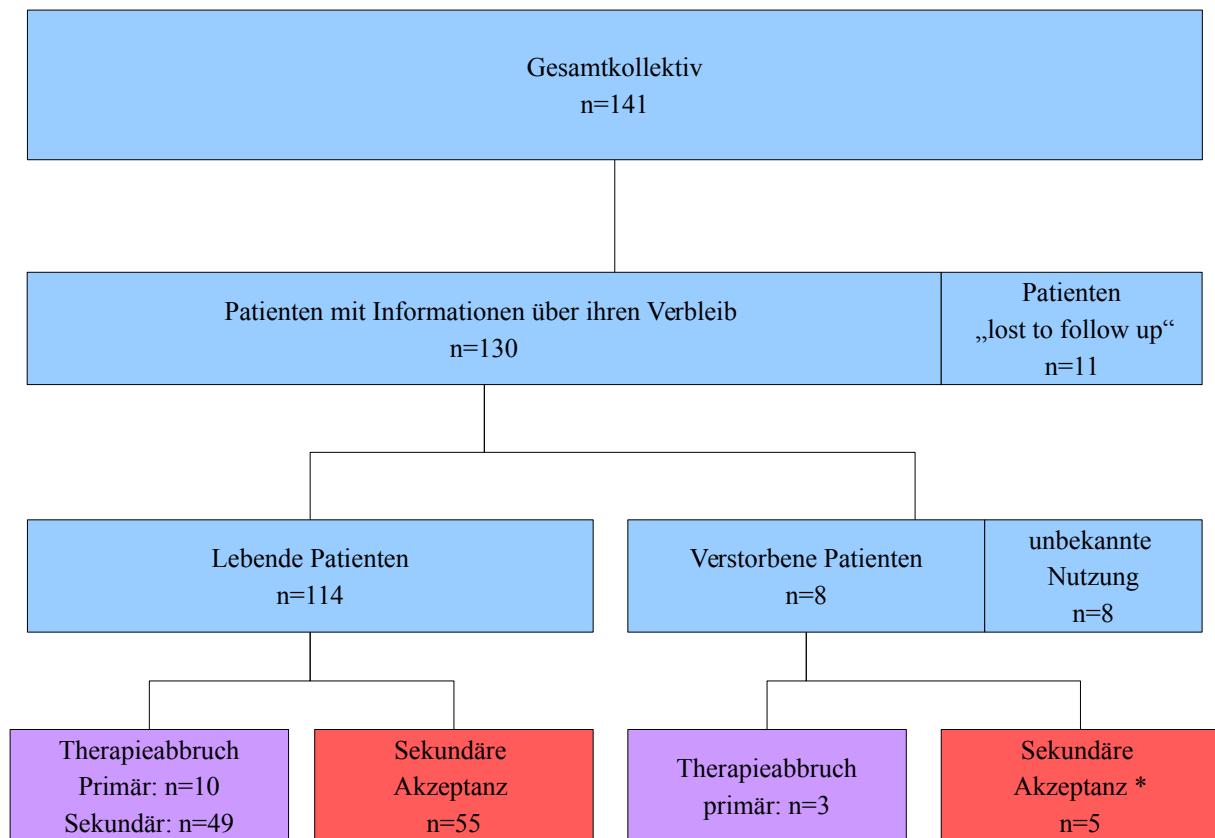 Gesamtkollektiv
n=141
Patienten mit Informationen über ihren Verbleib
n=130
Patienten
„lost to follow up“
n=11
Lebende Patienten
n=114
Verstorbene Patienten
n=8
unbekannte
Nutzung
n=8
Therapieabbruch
Primär: n=10
Sekundär: n=49
Sekundäre
Akzeptanz
n=55
Therapieabbruch
primär: n=3
Sekundäre
Akzeptanz *
n=5